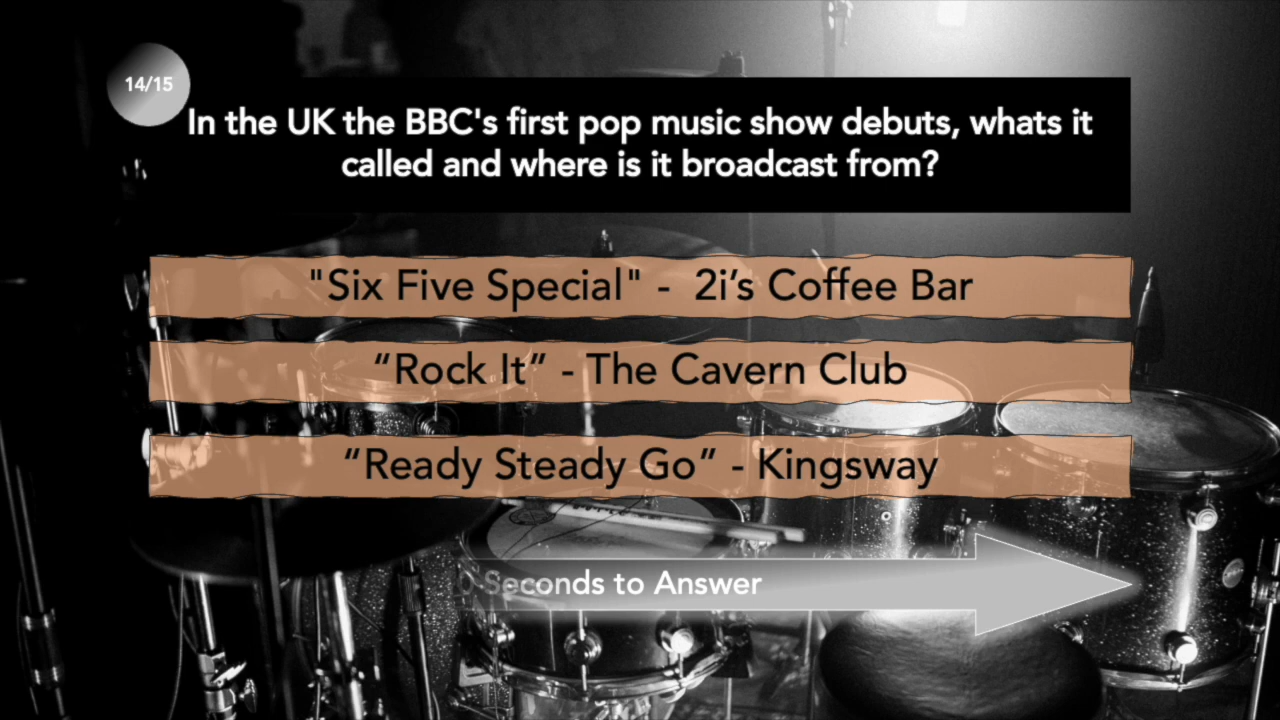 14/15
In the UK the BBC's first pop music show debuts, whats it
called and where is it broadcast from?
"Six Five Special" - 2i’s Coffee Bar
“Rock It” - The Cavern Club
“Ready Steady Go” - Kingsway
0 Seconds to Answer